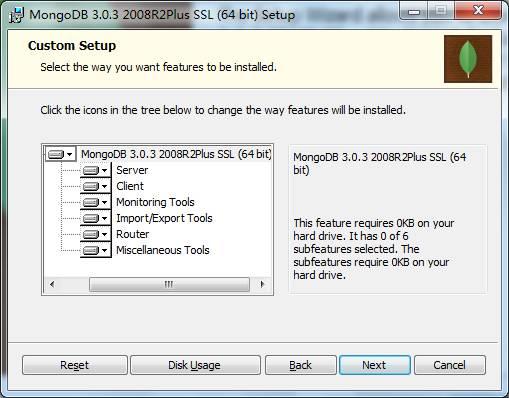 MongoDB 3.0.3 2008R2Plus SSL (64 bit) Setup
Custom Setup
Select the way you want features to be installed.
Click the icons in the tree below to change the way features will be installed.
MongoDB 3.0.3 2008R2Plus SSL (64 bit)
Server
Client
Monitoring Tools
Import/Export Tools
Router
Miscellaneous Tools
MongoDB 3.0.3 2008R2Plus SSL (64
bit)
This feature requires 0KB on your
hard drive. It has 0 of 6
subfeatures selected. The
subfeatures require 0KB on your
hard drive.
Reset
Disk Usage
Back
Next
Cancel